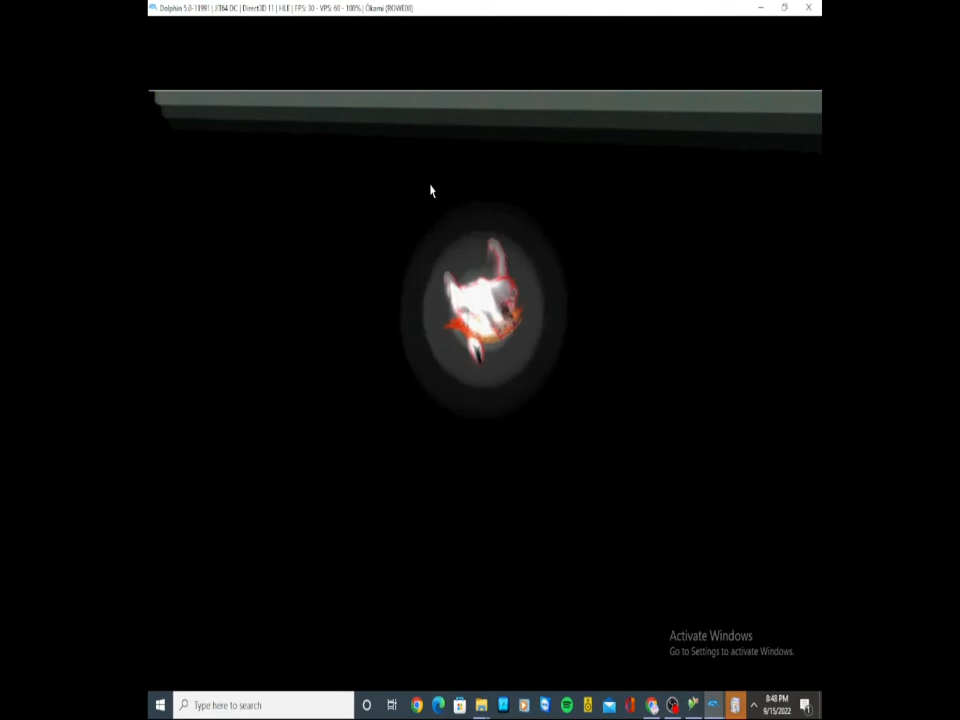 Dolphin 5.0-11991 | JIT64 DC | Direct3D 11 | HLE | FPS: 30 - VPS: 60 - 100% | Ōkami (ROWE08)
Activate Windows
Go to Settings to activate Windows.
Type here to search
8:48 PM
9/15/2022